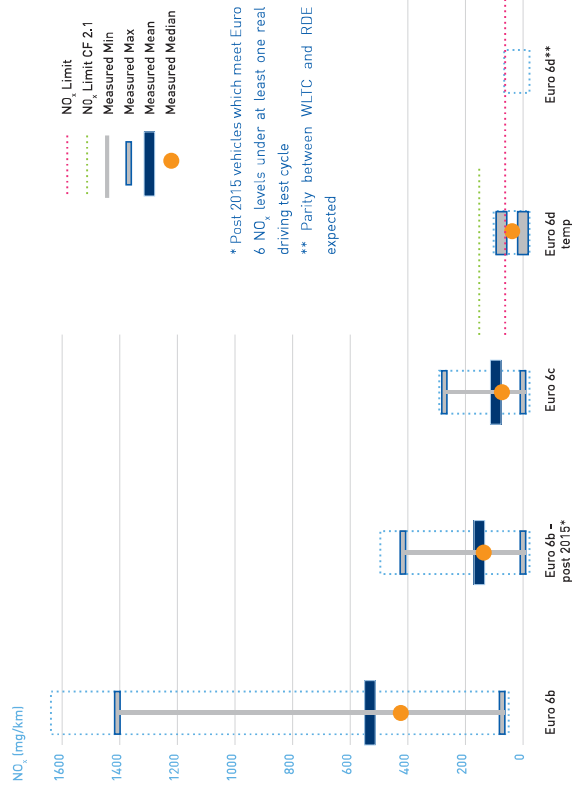 NOx (mg/km)
1600
1400
1200
1000
800
600
400
200
0
Euro 6b
Euro 6b –
post 2015*
Euro 6c
Euro 6d
temp
Euro 6d**
NOx Limit
NOx Limit CF 2.1
Measured Min
Measured Max
Measured Mean
Measured Median
* Post 2015 vehicles which meet Euro
6 NOx levels under at least one real
driving test cycle
** Parity between WLTC and RDE
expected